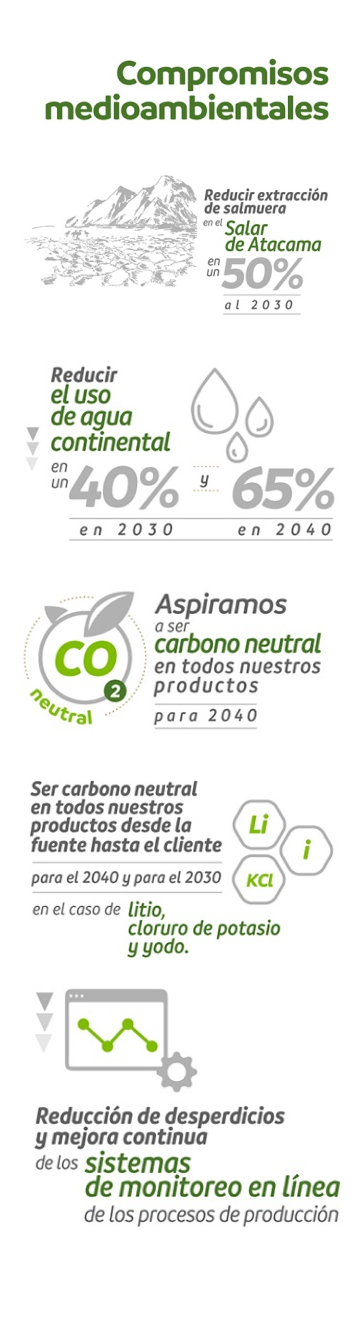 Compromisos
medioambientales
Reducir extracción
de salmuera
en el Salar
de Atacama
en un 50%
al 2030
Reducir
el uso
de agua
continental
en un 40% y 65%
en 2030 en 2040
CO2
neutral
Aspiramos
a ser
carbono neutral
en todos nuestros
productos
para 2040
Ser carbono neutral
en todos nuestros
productos desde la
fuente hasta el cliente
para el 2040 y para el 2030
en el caso de litio,
cloruro de potasio
y yodo.
Li
i
KCl
Reducción de desperdicios
y mejora continua
de los sistemas
de monitoreo en línea
de los procesos de producción